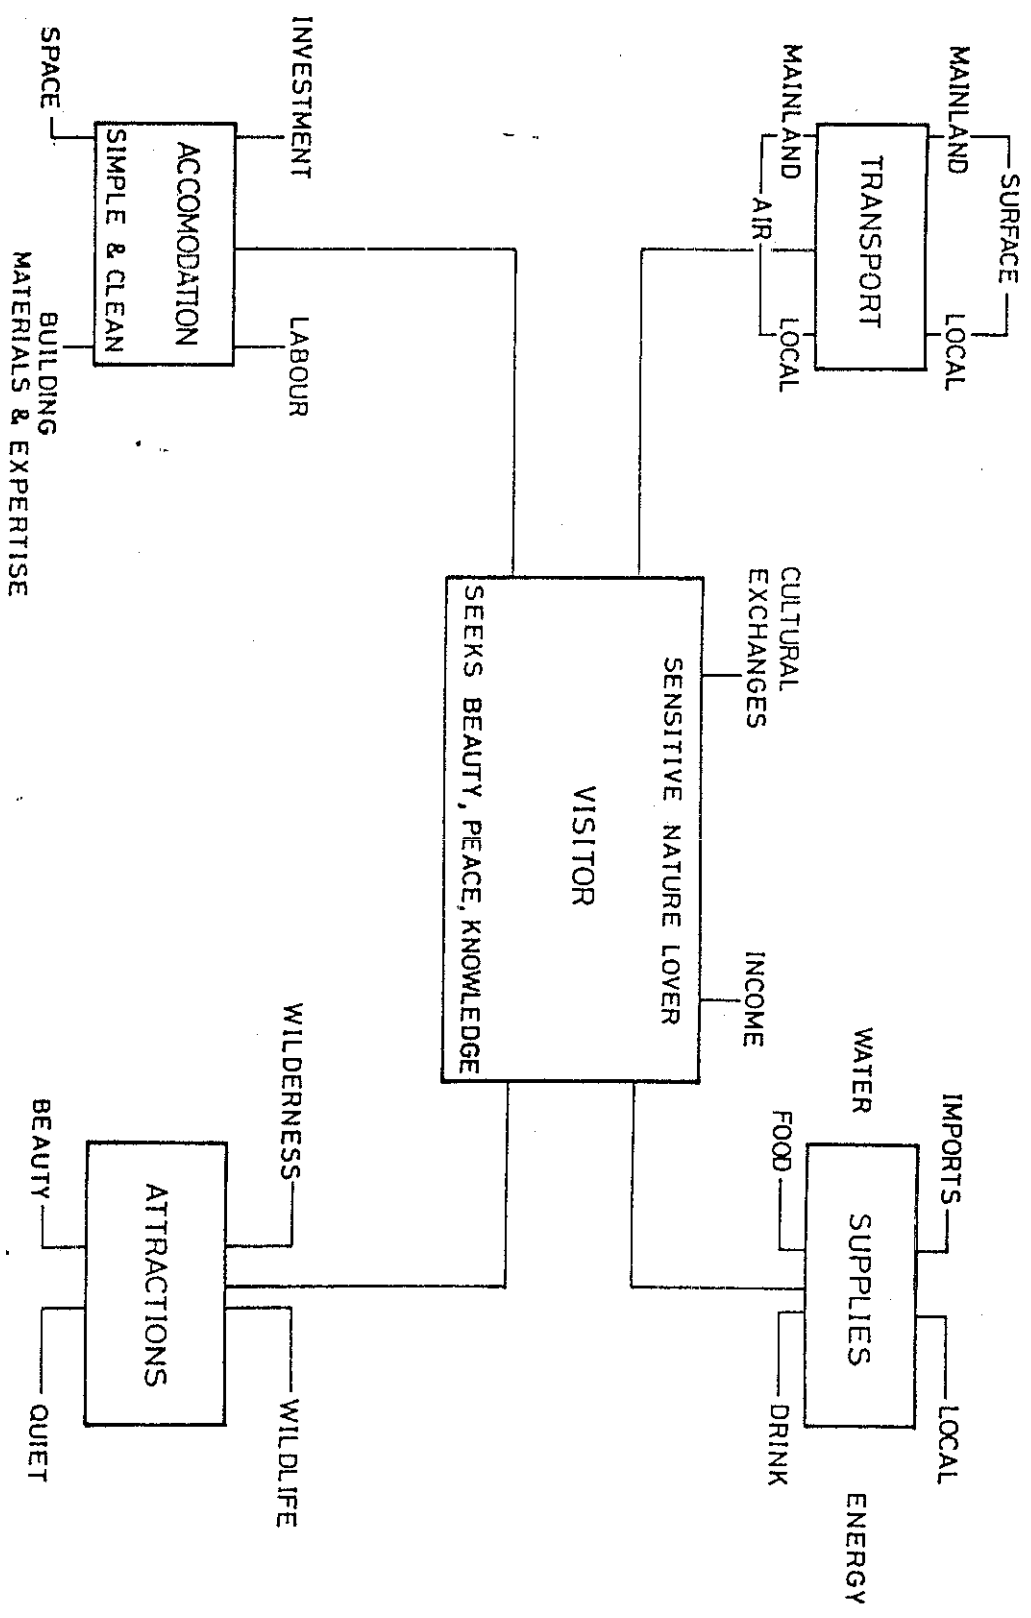 SURFACE
MAINLAND
LOCAL
TRANSPORT
MAINLAND
AIR
LOCAL
IMPORTS
LOCAL
WATER
SUPPLIES
ENERGY
FOOD
DRINK
CULTURAL
EXCHANGES
INCOME
SENSITIVE NATURE LOVER
VISITOR
SEEKS BEAUTY, PEACE, KNOWLEDGE
INVESTMENT
LABOUR
ACCOMODATION
SIMPLE & CLEAN
SPACE
BUILDING
MATERIALS & EXPERTISE
WILDERNESS
WILDLIFE
ATTRACTIONS
BEAUTY
QUIET